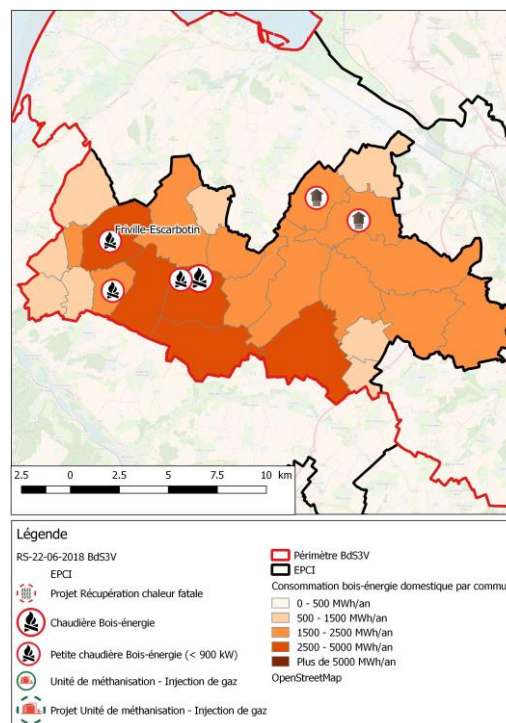 Friville-Escarbotin
km
2.5 0 2.5 5 7.5 10
Légende
RS-22-06-2018 BdS3V
EPCI
Projet Récupération chaleur fatale
Chaudière Bois-énergie
Petite chaudière Bois-énergie (< 900 kW)
Unité de méthanisation - Injection de gaz
Projet Unité de méthanisation - Injection de gaz
Périmètre BdS3V
EPCI
Consommation bois-énergie domestique par commu
0 - 500 MWh/an
500 - 1500 MWh/an
1500 - 2500 MWh/an
2500 - 5000 MWh/an
Plus de 5000 MWh/an
OpenStreetMap